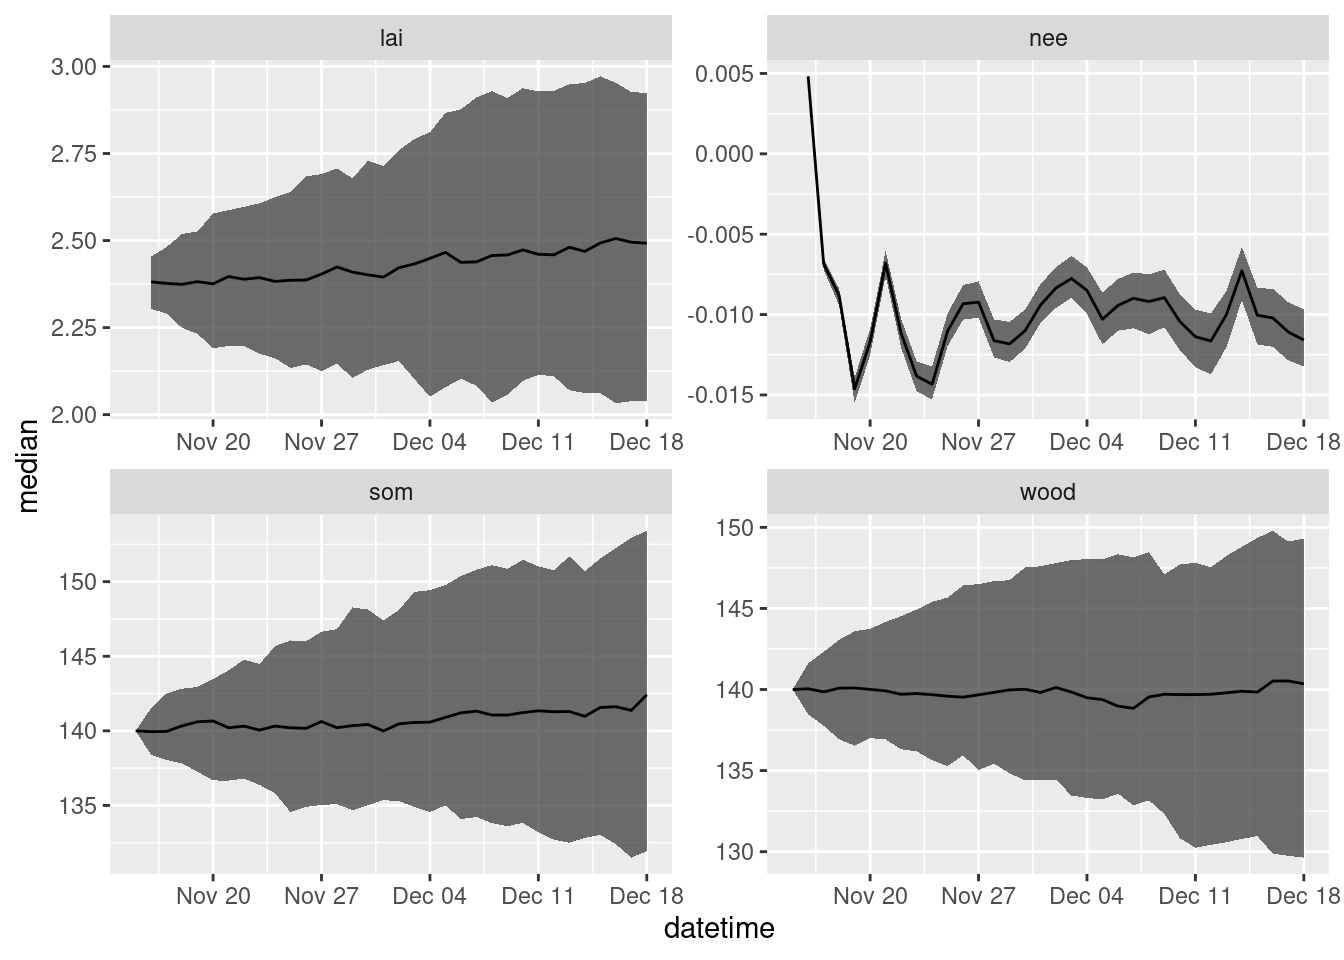 lai
nee
3.00
2.75
2.50
2.25
2.00
0.005
0.000
-0.005
-0.010
-0.015
Nov 20 Nov 27 Dec 04 Dec 11 Dec 18
Nov 20 Nov 27 Dec 04 Dec 11 Dec 18
median
som
wood
150
145
140
135
150
145
140
135
130
Nov 20 Nov 27 Dec 04 Dec 11 Dec 18
Nov 20 Nov 27 Dec 04 Dec 11 Dec 18
datetime